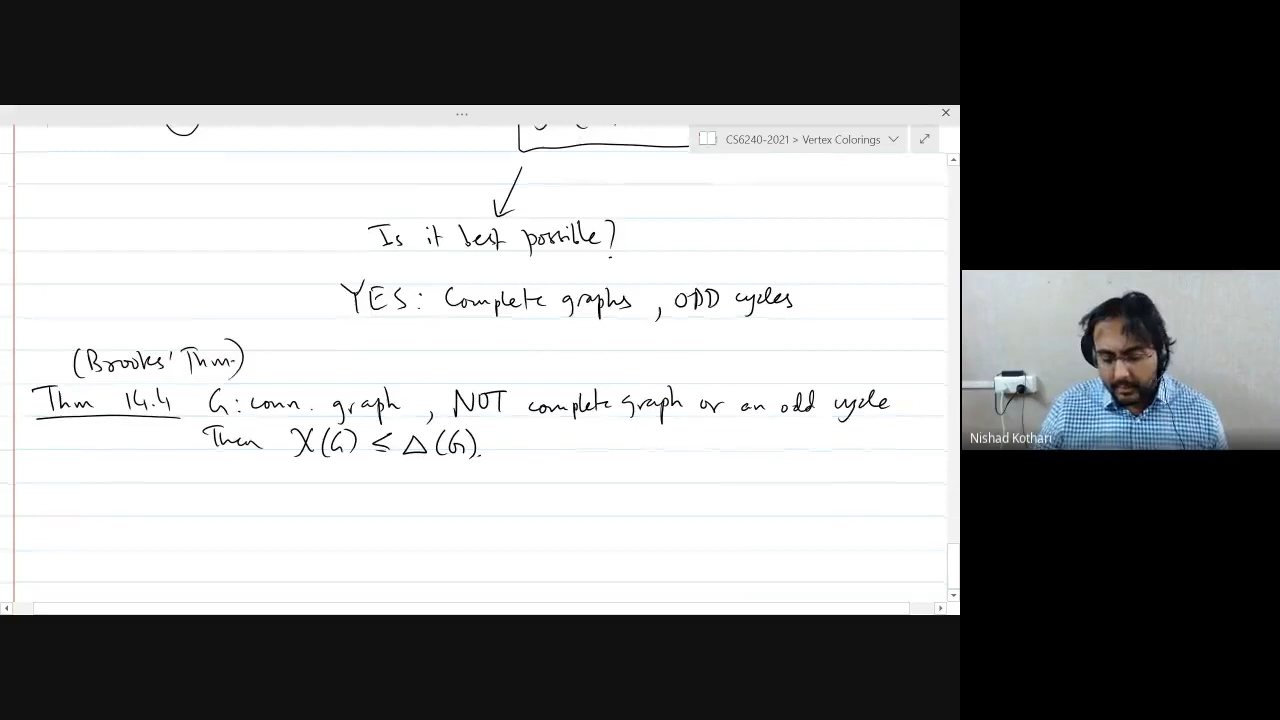 CS6240-2021 > Vertex Colorings
Is it best possible?
YES: Complete graphs, ODD cycles
(Brooks' Thm.)
Thm 14.4 G: conn. graph, NOT complete graph or an odd cycle
Then χ(G) ≤ Δ(G).
Nishad Kothari